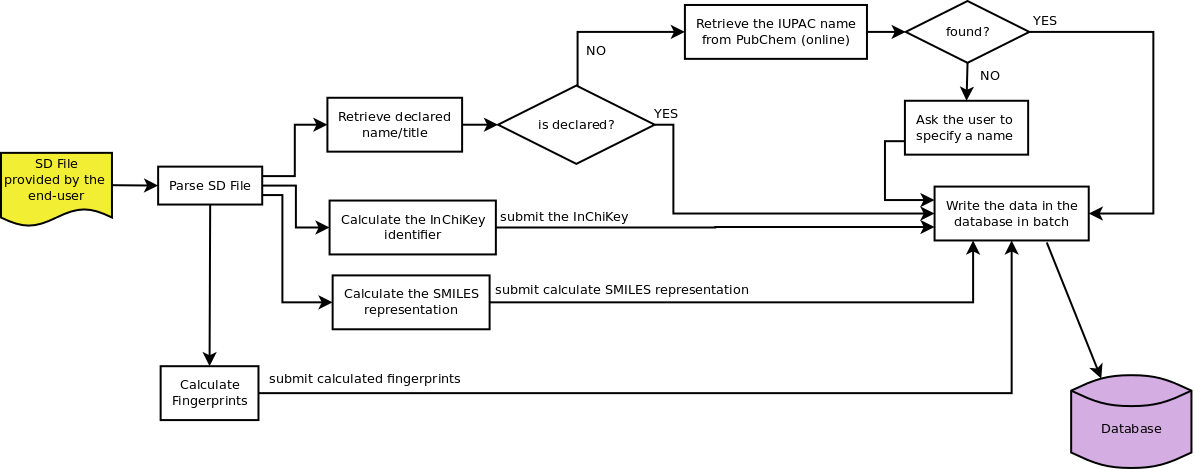 Retrieve the IUPAC name
from PubChem (online)
found?
YES
NO
NO
Retrieve declared
name/title
is declared?
YES
Ask the user to
specify a name
SD File
provided by the
end-user
Parse SD File
Calculate the InChiKey
identifier
submit the InChiKey
Write the data in the
database in batch
Calculate the SMILES
representation
submit calculate SMILES representation
Calculate
Fingerprints
submit calculated fingerprints
Database